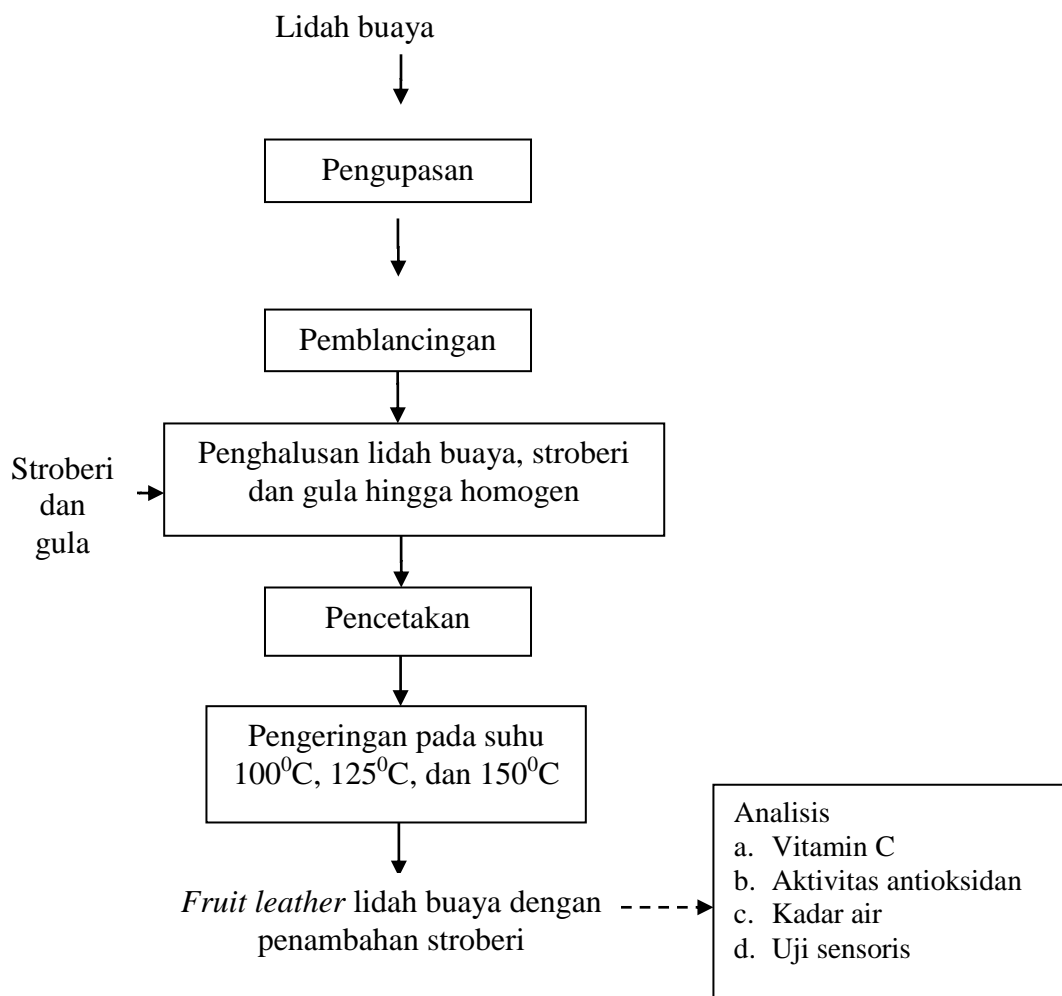 Lidah buaya
Pengupasan
Pemblancingan
Penghalusan lidah buaya, stroberi
dan gula hingga homogen
Stroberi
dan
gula
Pencetakan
Pengeringan pada suhu
100⁰C, 125⁰C, dan 150⁰C
Fruit leather lidah buaya dengan
penambahan stroberi
Analisis
a. Vitamin C
b. Aktivitas antioksidan
c. Kadar air
d. Uji sensoris